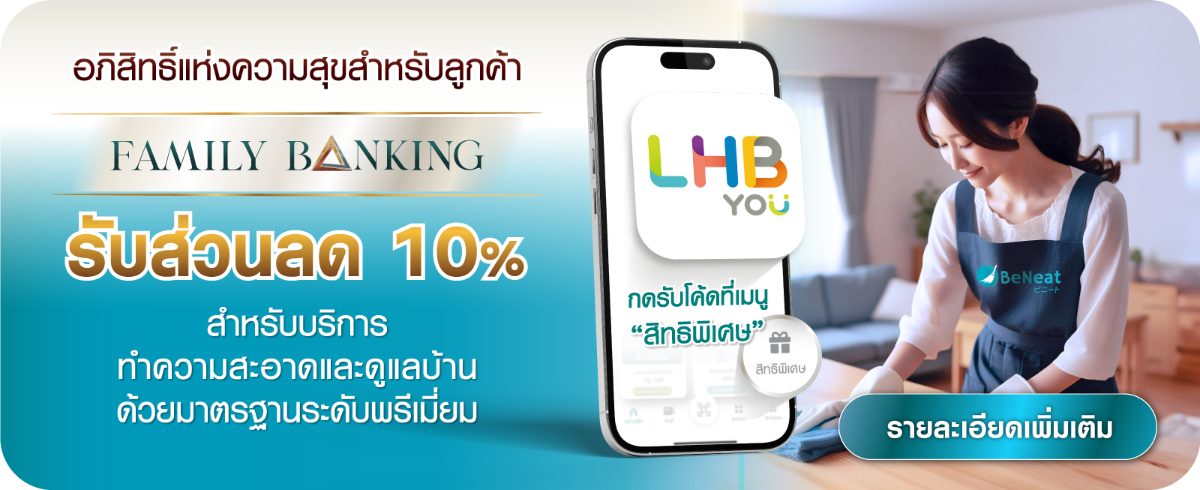 อภิสิทธิ์แห่งความสุขสำหรับลูกค้า
FAMILY BANKING
รับส่วนลด 10%
สำหรับบริการ
ทำความสะอาดและดูแลบ้าน
ด้วยมาตรฐานระดับพรีเมี่ยม
LHB
YOU
กดรับโค้ดที่เมนู
“สิทธิพิเศษ”
สิทธิพิเศษ
BeNeat
ビニート
รายละเอียดเพิ่มเติม